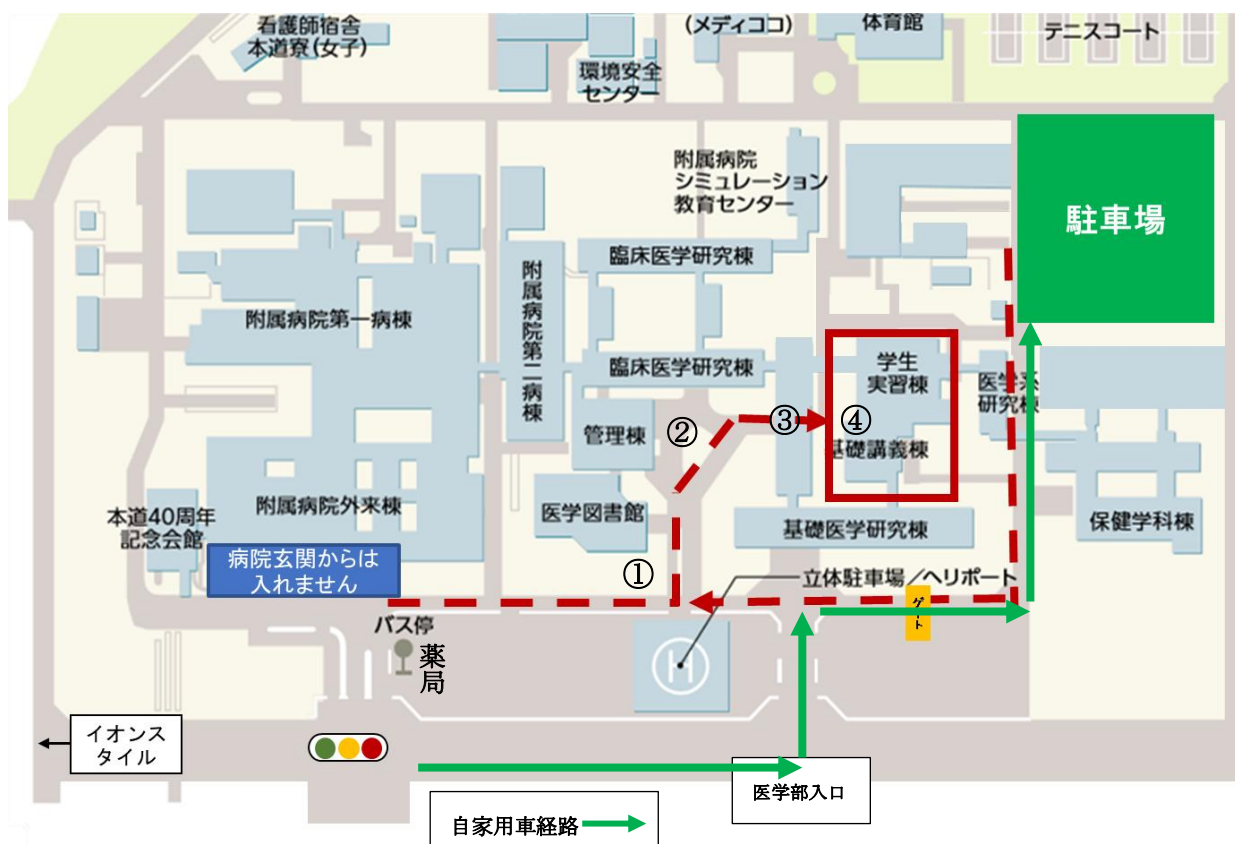 看護師宿舎
本道寮(女子)
(メディココ)
体育館
テニスコート
環境安全
センター
附属病院
シミュレーション
教育センター
駐車場
臨床医学研究棟
附属病院第二病棟
附属病院第一病棟
臨床医学研究棟
学生
実習棟
医学系
研究棟
②
③
④
管理棟
基礎講義棟
附属病院外来棟
医学図書館
本道40周年
記念会館
基礎医学研究棟
保健学科棟
病院玄関からは
入れません
①
立体駐車場/ヘリポート
ゲート
バス停
薬局
H
イオンス
タイル
医学部入口
自家用車経路